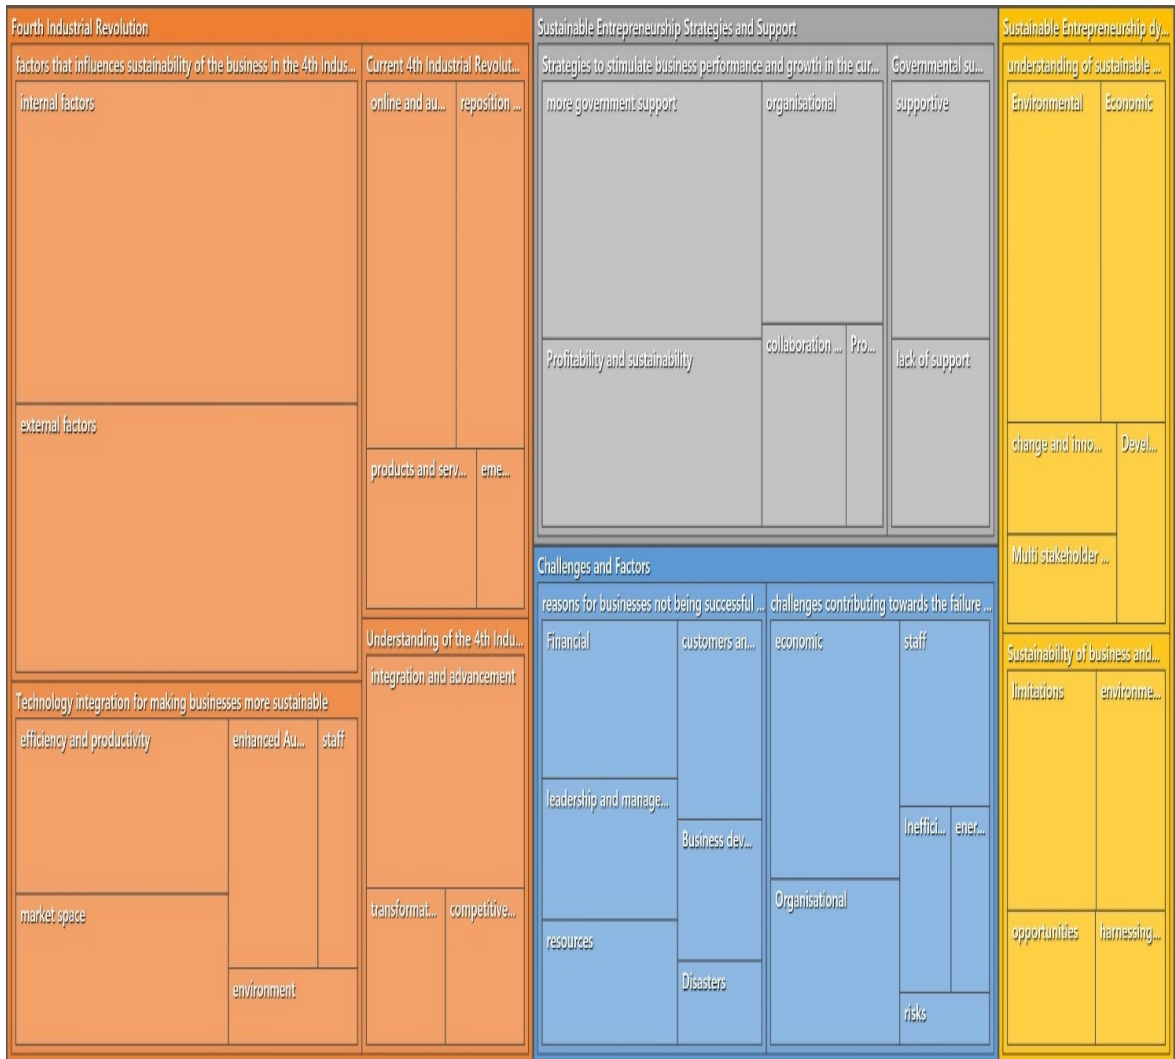 Fourth Industrial Revolution
factors that influences sustainability of the business in the 4th Indus...
internal factors
external factors
Technology integration for making businesses more sustainable
efficiency and productivity
market space
enhanced Au...
staff
environment
Current 4th Industrial Revolut...
online and au...
reposition ...
products and serv...
eme...
Understanding of the 4th Indu...
integration and advancement
transformat...
competitive...
Sustainable Entrepreneurship Strategies and Support
Strategies to stimulate business performance and growth in the cur...
more government support
Profitability and sustainability
organisational
collaboration ...
Pro...
Governmental su...
supportive
lack of support
Challenges and Factors
reasons for businesses not being successful ...
Financial
leadership and manage...
resources
customers an...
Business dev...
Disasters
challenges contributing towards the failure ...
economic
Organisational
staff
Ineffici...
ener...
risks
Sustainable Entrepreneurship dy...
understanding of sustainable ...
Environmental
Economic
change and inno...
Multi stakeholder ...
Devel...
Sustainability of business and...
limitations
environme...
opportunities
harnessing...